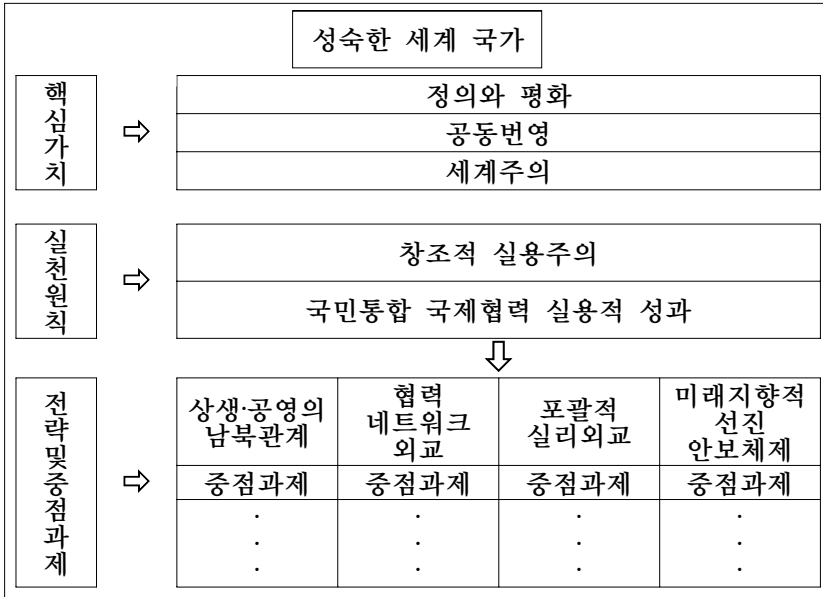 성숙한 세계 국가
핵심가치
⇨
정의와 평화
공동번영
세계주의
실천원칙
⇨
창조적 실용주의
국민통합 국제협력 실용적 성과
⇩
전략및중점과제
⇨
상생·공영의
남북관계
협력
네트워크
외교
포괄적
실리외교
미래지향적
선진
안보체제
중점과제 중점과제 중점과제 중점과제
· · · ·
· · · ·
· · · ·